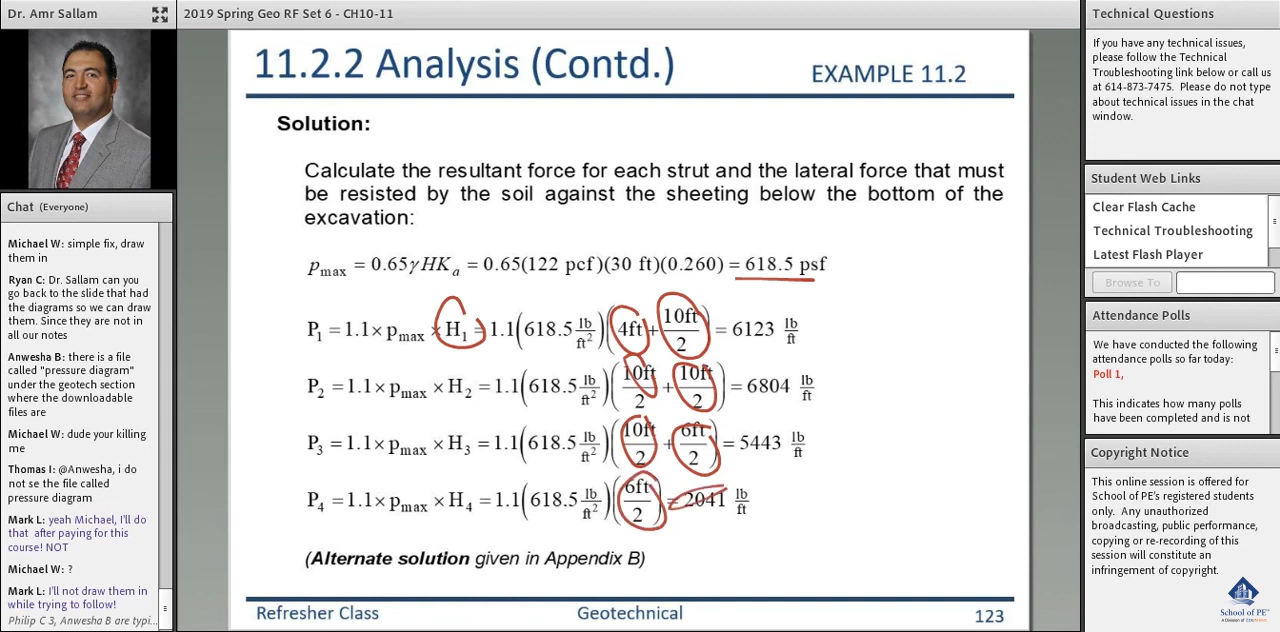 Dr. Amr Sallam
2019 Spring Geo RF Set 6 - CH10-11
Technical Questions
If you have any technical issues,
please follow the Technical
Troubleshooting link below or call us
at 614-873-7475. Please do not type
about technical issues in the chat
window.
Student Web Links
Clear Flash Cache
Technical Troubleshooting
Latest Flash Player
Browse To
Attendance Polls
We have conducted the following
attendance polls so far today:
Poll 1,
This indicates how many polls
have been completed and is not
Copyright Notice
This online session is offered for
School of PE's registered students
only. Any unauthorized
broadcasting, public performance,
copying or re-recording of this
session will constitute an
infringement of copyright.
School of PE
Chat (Everyone)
Michael W: simple fix, draw
them in
Ryan C: Dr. Sallam can you
go back to the slide that had
the diagrams so we can draw
them. Since they are not in
all our notes
Anwesha B: there is a file
called "pressure diagram"
under the geotech section
where the downloadable
files are
Michael W: dude your killing
me
Thomas I: @Anwesha, i do
not se the file called
pressure diagram
Mark L: yeah Michael, I'll do
that after paying for this
course! NOT
Michael W: ?
Mark L: I'll not draw them in
while trying to follow!
Philip C 3, Anwesha B are typi...
11.2.2 Analysis (Contd.)
EXAMPLE 11.2
Solution:
Calculate the resultant force for each strut and the lateral force that must
be resisted by the soil against the sheeting below the bottom of the
excavation:
p_max = 0.65γHK_a = 0.65(122 pcf)(30 ft)(0.260) = 618.5 psf
P₁ = 1.1× p_max × H₁ = 1.1(618.5 lb/ft²)(4ft + 10ft/2) = 6123 lb/ft
P₂ = 1.1× p_max × H₂ = 1.1(618.5 lb/ft²)(10ft/2 + 10ft/2) = 6804 lb/ft
P₃ = 1.1× p_max × H₃ = 1.1(618.5 lb/ft²)(10ft/2 + 6ft/2) = 5443 lb/ft
P₄ = 1.1× p_max × H₄ = 1.1(618.5 lb/ft²)(6ft/2) = 2041 lb/ft
(Alternate solution given in Appendix B)
Refresher Class
Geotechnical
123